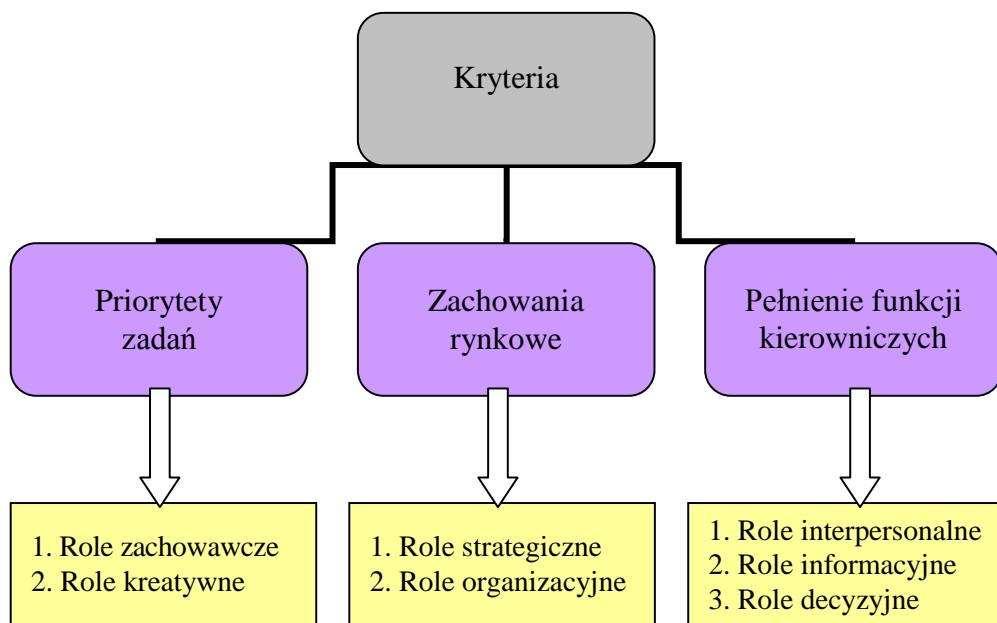 Kryteria
Priorytety
zadań
Zachowania
rynkowe
Pełnienie funkcji
kierowniczych
1. Role zachowawcze
2. Role kreatywne
1. Role strategiczne
2. Role organizacyjne
1. Role interpersonalne
2. Role informacyjne
3. Role decyzyjne